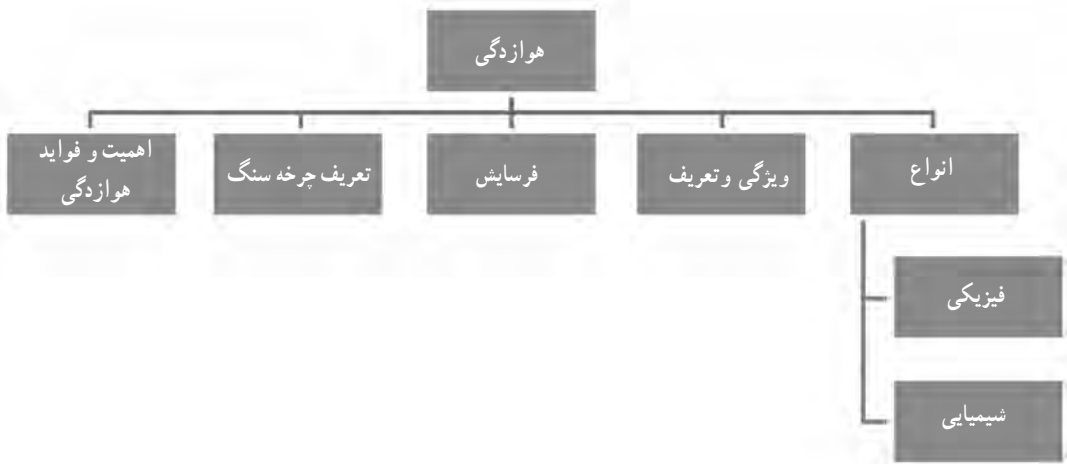 هوازدگی
انواع
ویژگی و تعریف
فرسایش
تعریف چرخه سنگ
اهمیت و فواید
هوازدگی
فیزیکی
شیمیایی